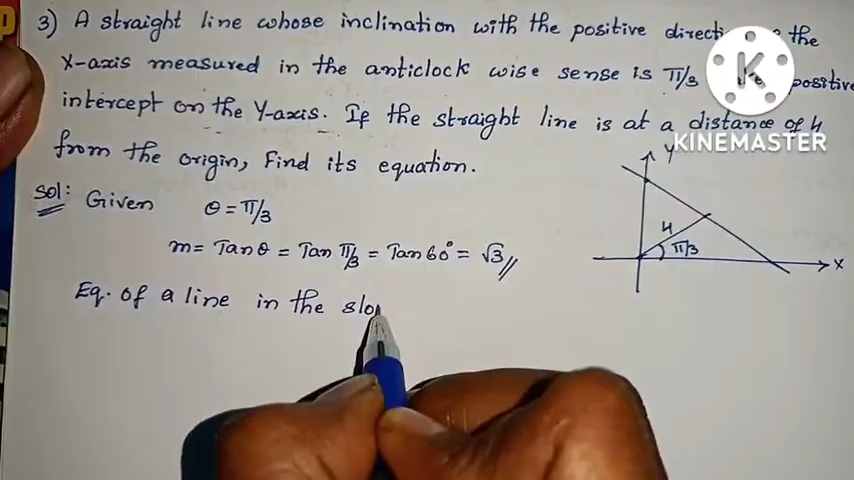 3) A straight line whose inclination with the positive the
X-axis measured in the anticlock wise sense is π/3 positive
intercept on the Y-axis. If the straight line is at a distance of 4
from the origin, Find its equation.
Sol: Given θ = π/3
m = Tanθ = Tan π/3 = Tan 60° = √3
Eq. of a line in the slo
Y
4
π/3
X
K
KINEMASTER